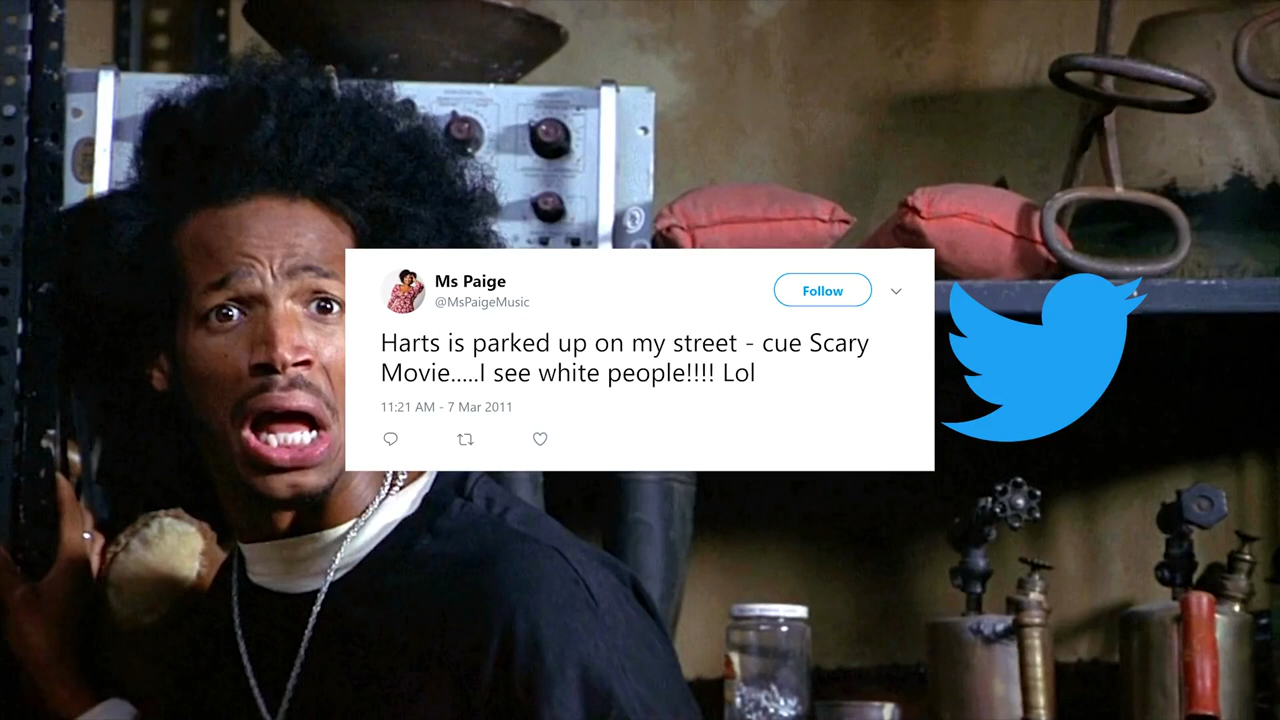 Ms Paige
@MsPaigeMusic
Follow
Harts is parked up on my street - cue Scary
Movie.....I see white people!!!! Lol
11:21 AM - 7 Mar 2011